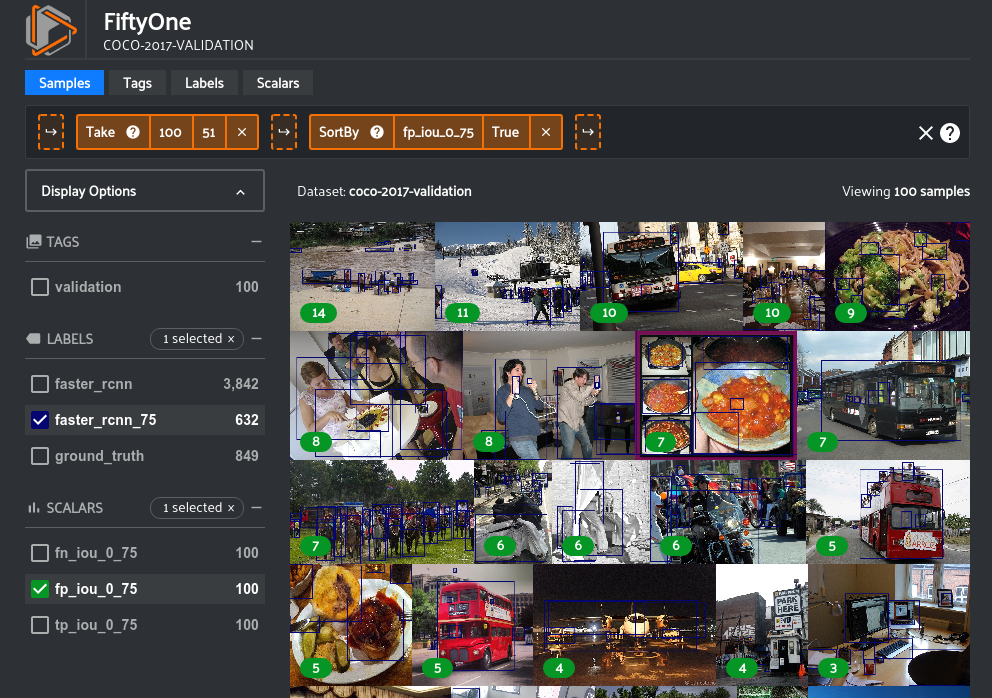 FiftyOne
COCO-2017-VALIDATION
Samples Tags Labels Scalars
Take ? 100 51 × SortBy ? fp_iou_0_75 True × × ?
Display Options
Dataset: coco-2017-validation
Viewing 100 samples
TAGS
validation 100
LABELS 1 selected ×
faster_rcnn 3,842
faster_rcnn_75 632
ground_truth 849
SCALARS 1 selected ×
fn_iou_0_75 100
fp_iou_0_75 100
tp_iou_0_75 100
14 11 10 10 9
8 8 7 7
7 6 6 6 5
PARK
HERE
5 5 4 4 3